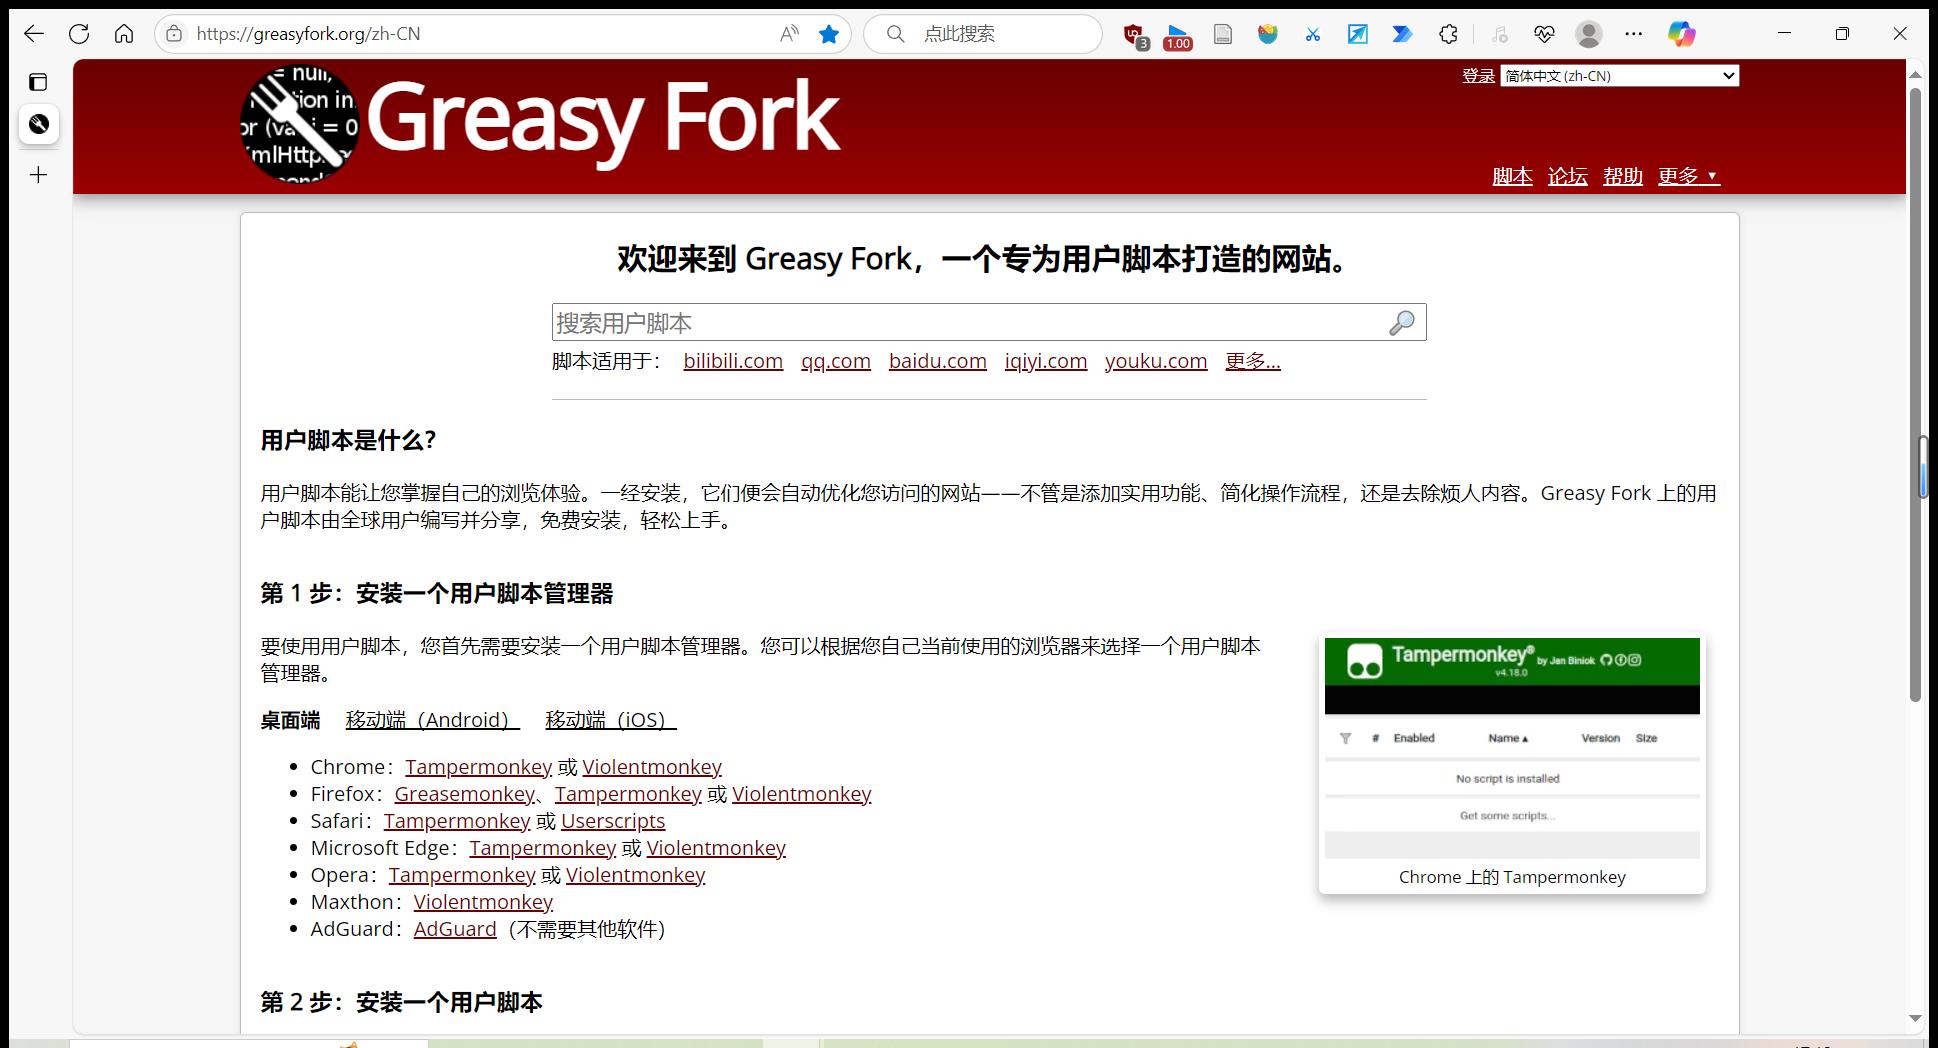 https://greasyfork.org/zh-CN
点此搜索
3
1.00
= null,
tion in
or (va i = 0
mlHttp
Greasy Fork
登录 简体中文 (zh-CN)
脚本 论坛 帮助 更多 ▼
欢迎来到 Greasy Fork，一个专为用户脚本打造的网站。
搜索用户脚本
脚本适用于： bilibili.com qq.com baidu.com iqiyi.com youku.com 更多...
用户脚本是什么？
用户脚本能让您掌握自己的浏览体验。一经安装，它们便会自动优化您访问的网站——不管是添加实用功能、简化操作流程，还是去除烦人内容。Greasy Fork 上的用
户脚本由全球用户编写并分享，免费安装，轻松上手。
第 1 步：安装一个用户脚本管理器
要使用用户脚本，您首先需要安装一个用户脚本管理器。您可以根据您自己当前使用的浏览器来选择一个用户脚本
管理器。
桌面端 移动端（Android） 移动端（iOS）
Chrome：Tampermonkey 或 Violentmonkey
Firefox：Greasemonkey、Tampermonkey 或 Violentmonkey
Safari：Tampermonkey 或 Userscripts
Microsoft Edge：Tampermonkey 或 Violentmonkey
Opera：Tampermonkey 或 Violentmonkey
Maxthon：Violentmonkey
AdGuard：AdGuard（不需要其他软件）
Tampermonkey® by Jan Biniok
v4.18.0
# Enabled Name ▲ Version Size
No script is installed
Get some scripts...
Chrome 上的 Tampermonkey
第 2 步：安装一个用户脚本